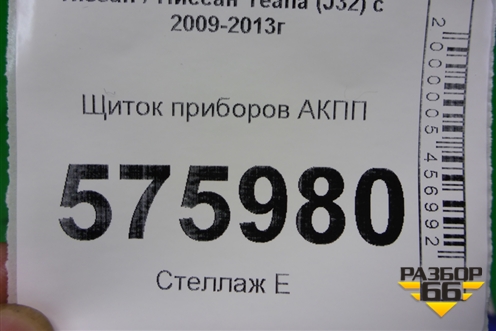 Nissan / Ниссан Teana (J32) с
2009-2013г
Щиток приборов АКПП
575980
Стеллаж Е
2000005456992
РАЗБОР
66